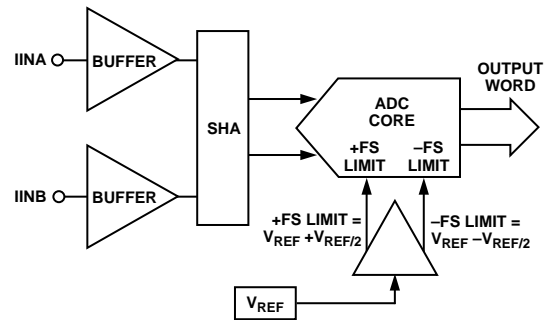 IINA
BUFFER
SHA
IINB
BUFFER
ADC
CORE
+FS
LIMIT
–FS
LIMIT
OUTPUT
WORD
+FS LIMIT =
VREF +VREF/2
–FS LIMIT =
VREF –VREF/2
VREF